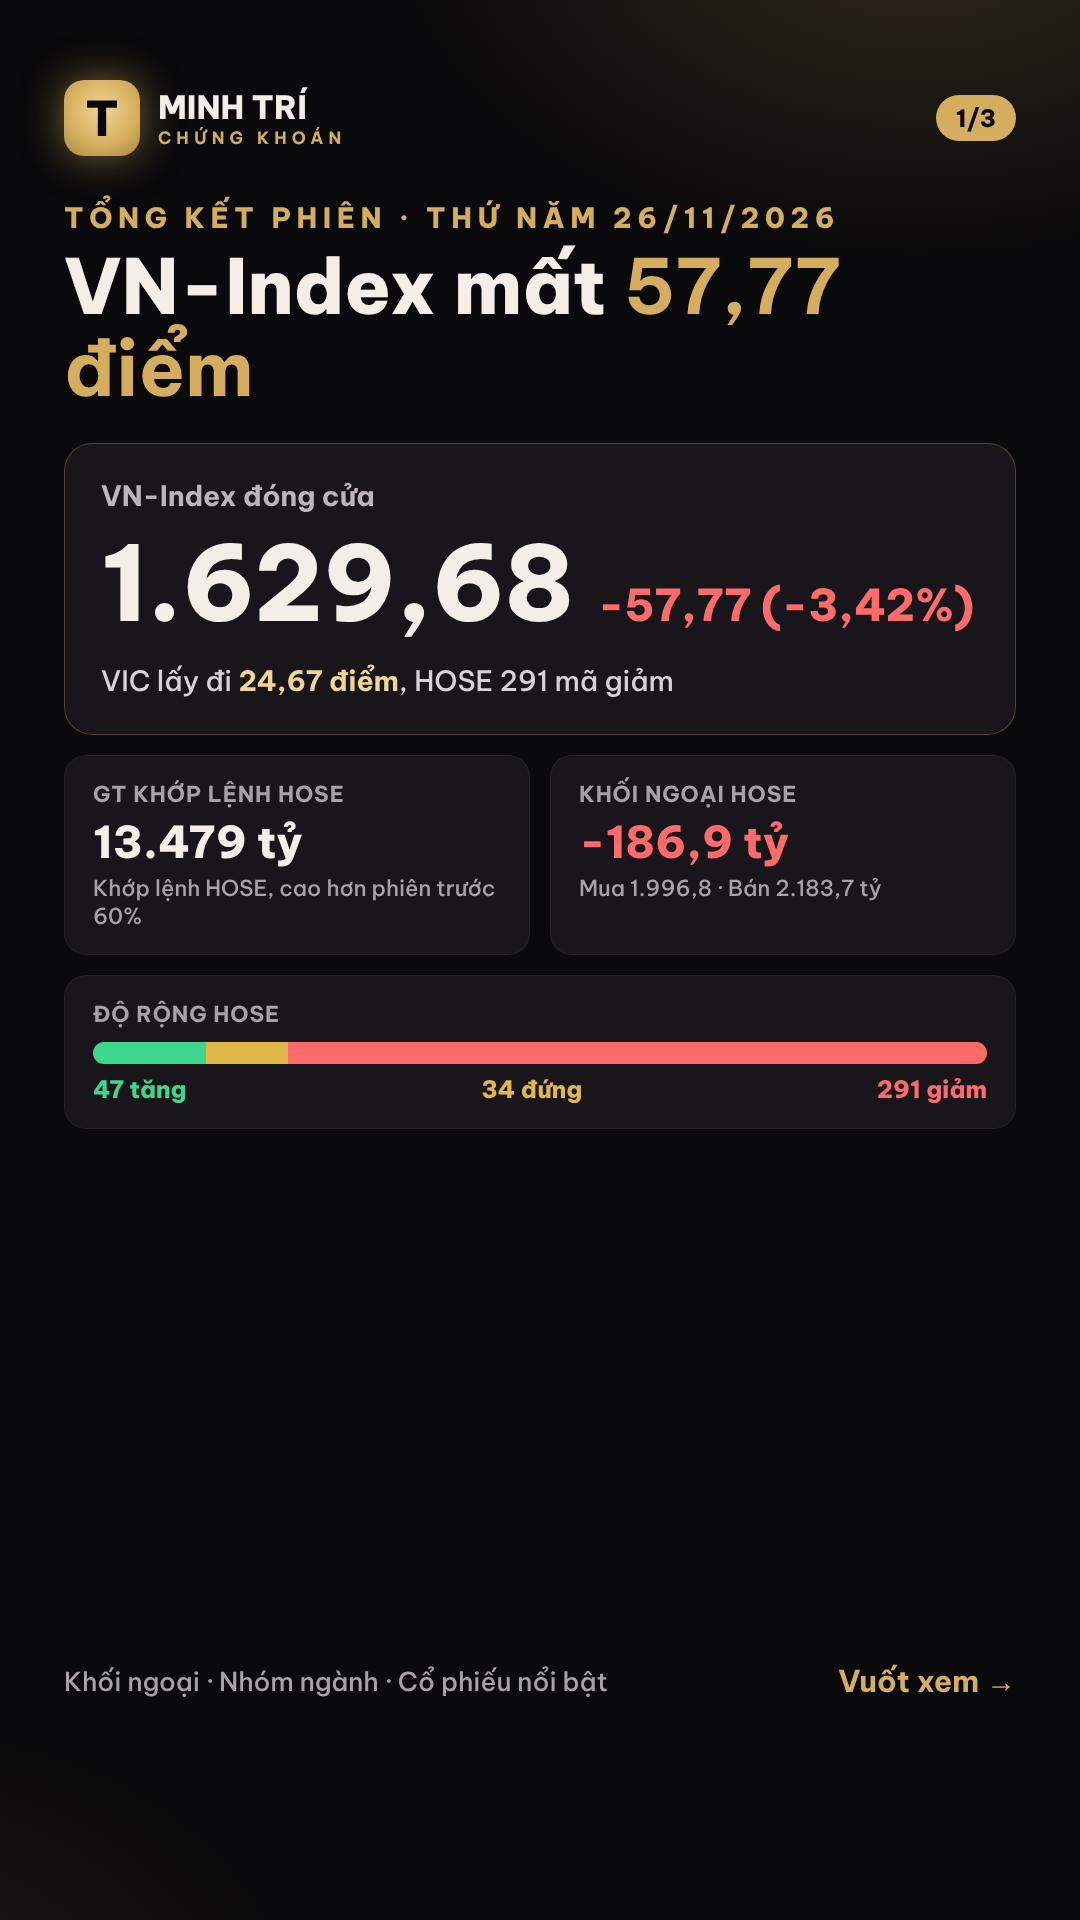 T
MINH TRÍ
CHỨNG KHOÁN
1/3
TỔNG KẾT PHIÊN · THỨ NĂM 26/11/2026
VN-Index mất 57,77
điểm
VN-Index đóng cửa
1.629,68 -57,77 (-3,42%)
VIC lấy đi 24,67 điểm, HOSE 291 mã giảm
GT KHỚP LỆNH HOSE
13.479 tỷ
Khớp lệnh HOSE, cao hơn phiên trước
60%
KHỐI NGOẠI HOSE
-186,9 tỷ
Mua 1.996,8 · Bán 2.183,7 tỷ
ĐỘ RỘNG HOSE
47 tăng 34 đứng 291 giảm
Khối ngoại · Nhóm ngành · Cổ phiếu nổi bật
Vuốt xem →